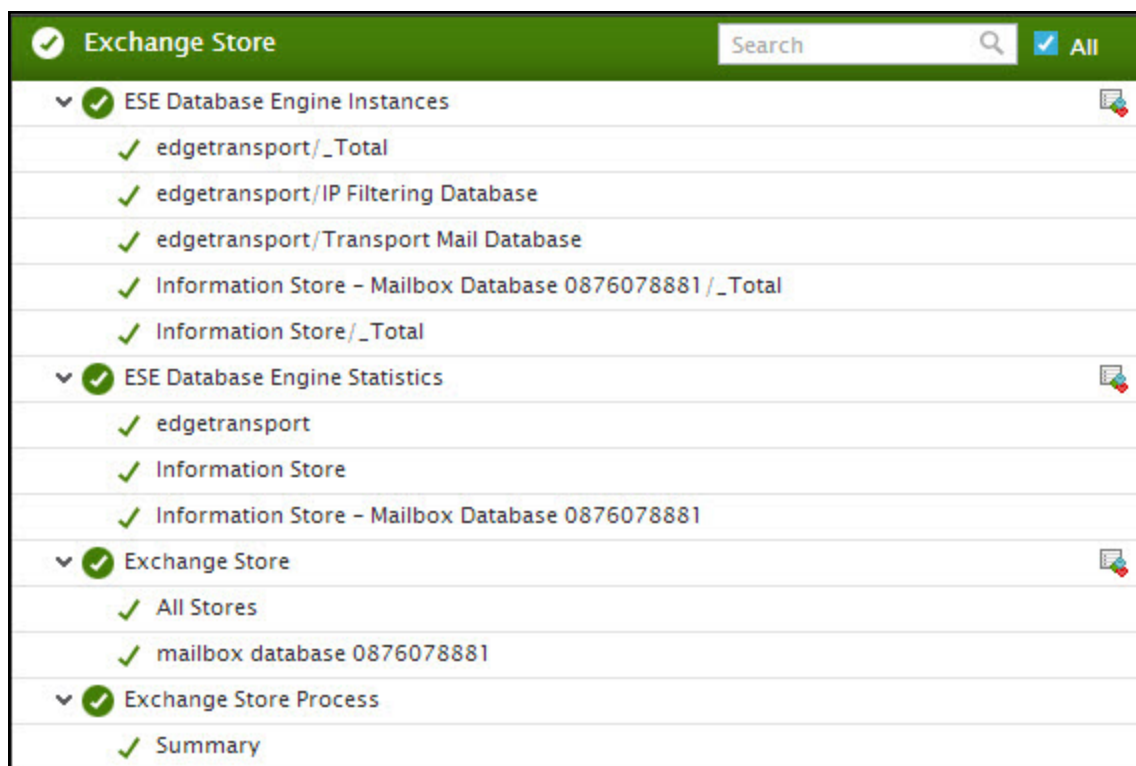 Exchange Store
Search
All
ESE Database Engine Instances
edgetransport/_Total
edgetransport/IP Filtering Database
edgetransport/Transport Mail Database
Information Store – Mailbox Database 0876078881/_Total
Information Store/_Total
ESE Database Engine Statistics
edgetransport
Information Store
Information Store – Mailbox Database 0876078881
Exchange Store
All Stores
mailbox database 0876078881
Exchange Store Process
Summary